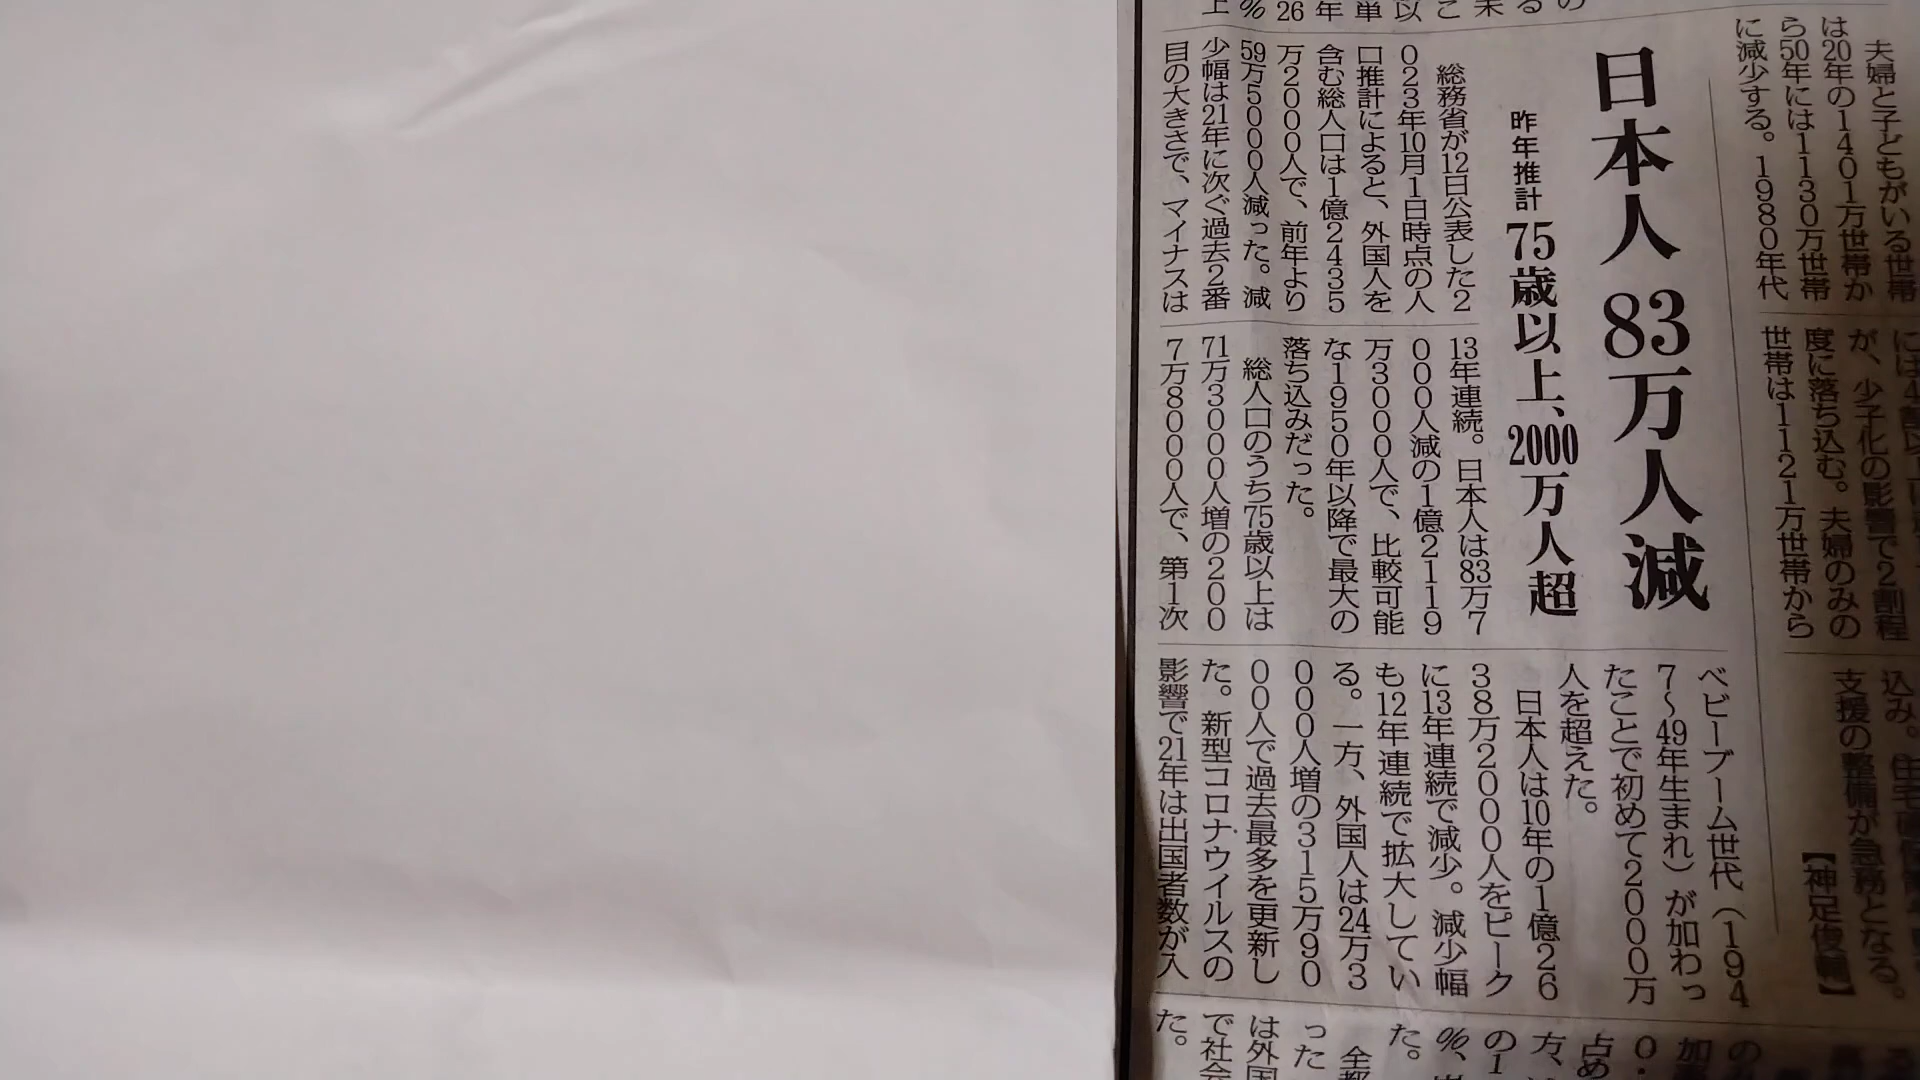 夫婦と子どもがいる世帯
は20年の1401万世帯か
ら50年には1130万世帯
に減少する。1980年代
が、少子化の影響で2割程
度に落ち込む。夫婦のみの
世帯は1121万世帯から
込み。
支援の整備が急務となる。
【神足俊輔】
日本人 83万人減
昨年推計 75歳以上、2000万人超
総務省が12日公表した2
023年10月1日時点の人
口推計によると、外国人を
含む総人口は1億2435
万2000人で、前年より
59万5000人減った。減
少幅は21年に次ぐ過去2番
目の大きさで、マイナスは
13年連続。日本人は83万7
000人減の1億2119
万3000人で、比較可能
な1950年以降で最大の
落ち込みだった。
総人口のうち75歳以上は
71万3000人増の200
7万8000人で、第1次
ベビーブーム世代(194
7〜49年生まれ)が加わっ
たことで初めて2000万
人を超えた。
日本人は10年の1億26
38万2000人をピーク
に13年連続で減少。減少幅
も12年連続で拡大してい
る。一方、外国人は24万3
000人増の315万90
00人で過去最多を更新し
た。新型コロナウイルスの
影響で21年は出国者数が入
った
は外国
で社会
た。